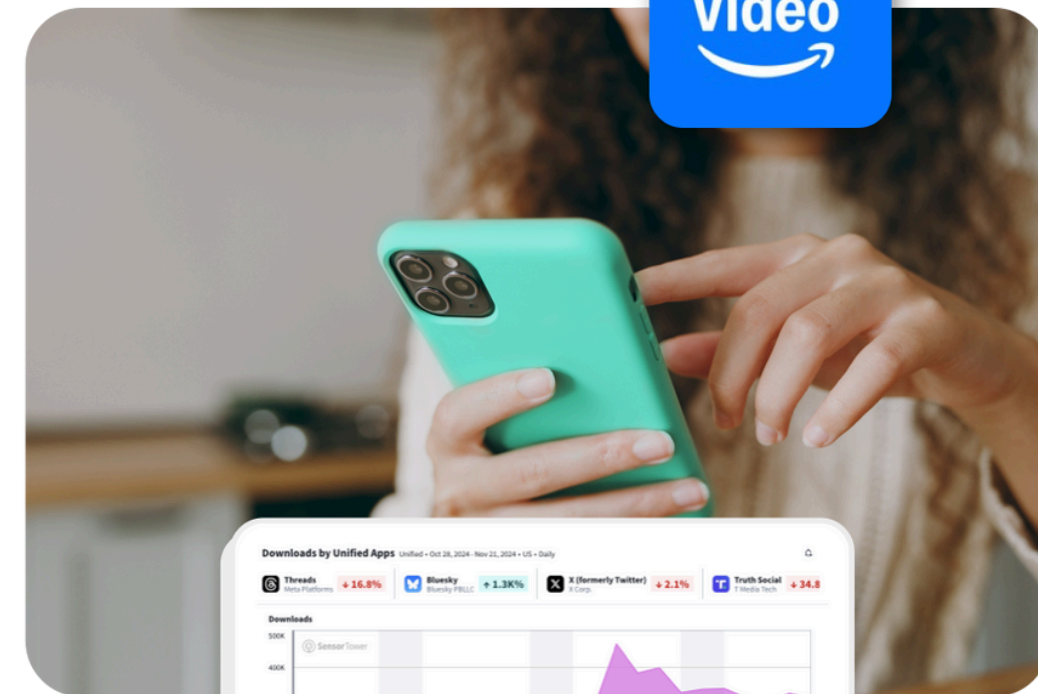 video
Downloads by Unified Apps Unified • Oct 28, 2024 - Nov 21, 2024 • US • Daily
Threads
Meta Platforms
↓ 16.8%
Bluesky
Bluesky PBLLC
↑ 1.3K%
X (formerly Twitter)
X Corp.
↓ 2.1%
Truth Social
T Media Tech
↓ 34.8
Downloads
500K
SensorTower
400K